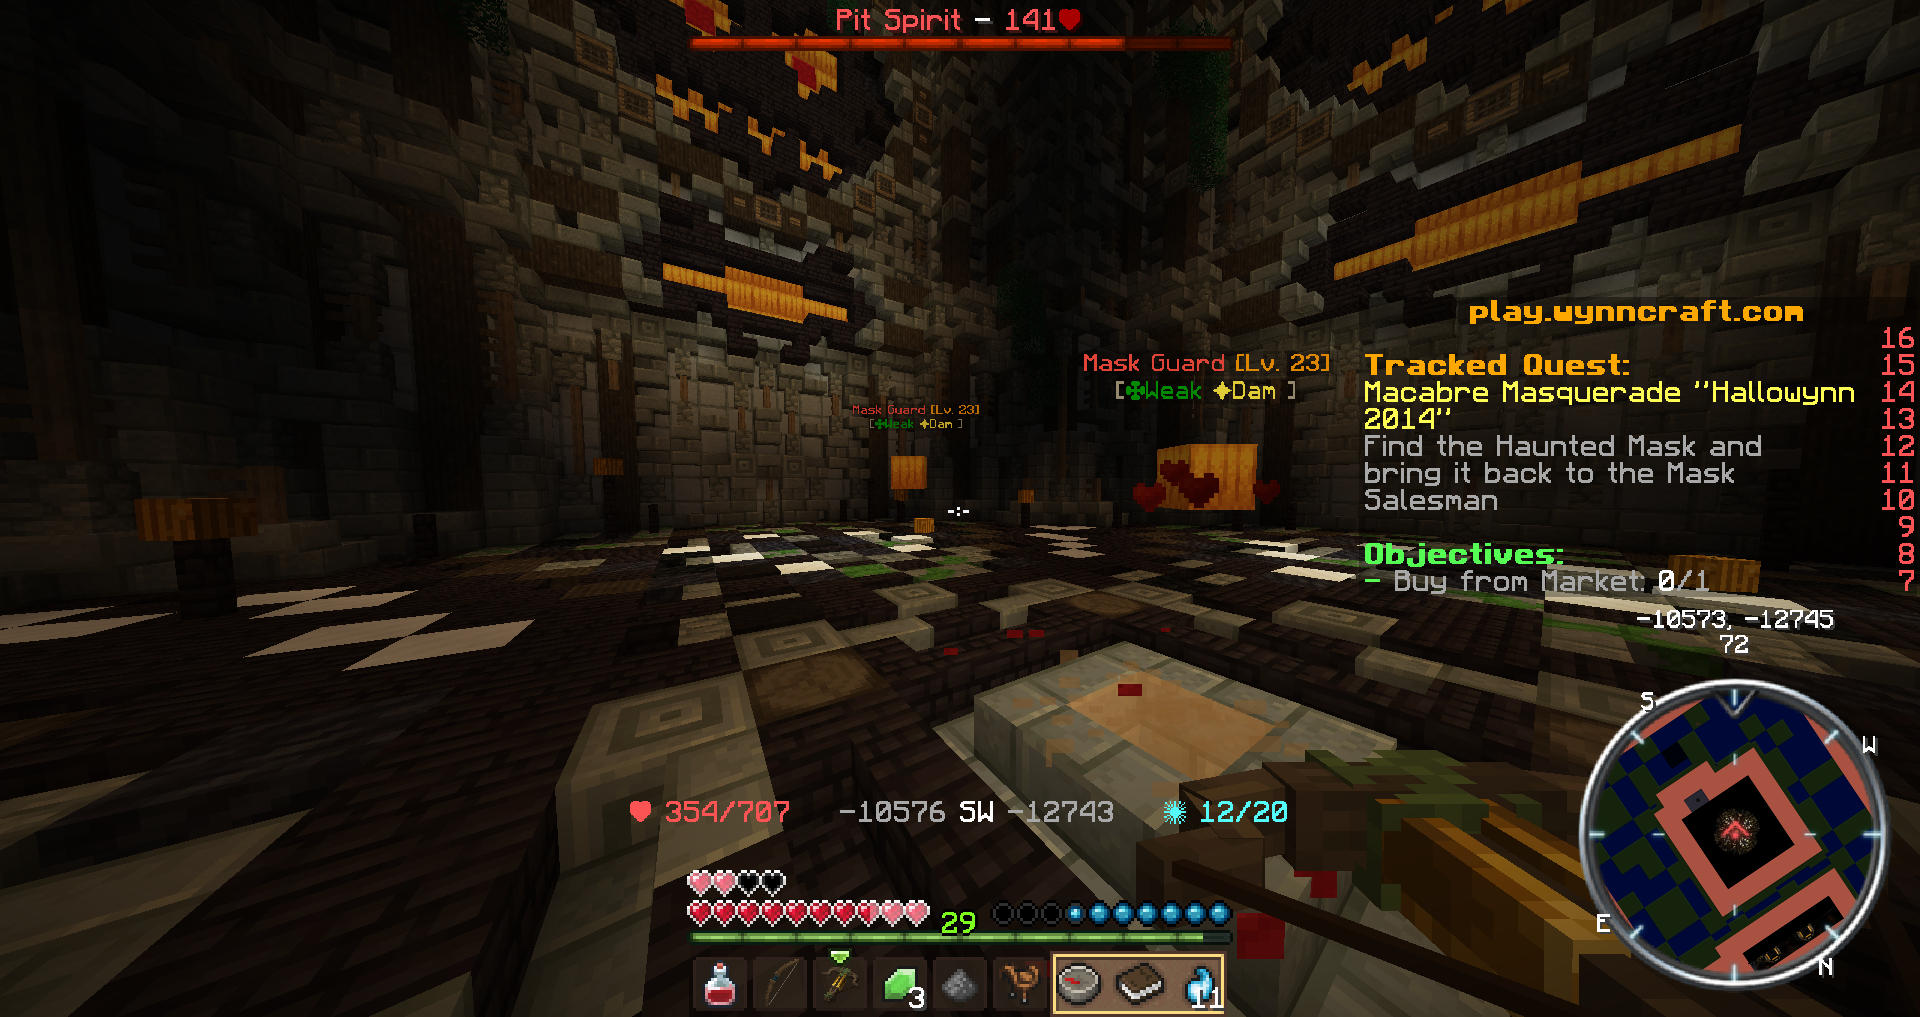 Pit Spirit - 141
play.wynncraft.com
16
Tracked Quest: 15
Macabre Masquerade "Hallowynn 14
2014" 13
Find the Haunted Mask and 12
bring it back to the Mask 11
Salesman 10
9
Objectives: 8
- Buy from Market: 0/1 7
Mask Guard [Lv. 23]
[✤Weak ✦Dam ]
Mask Guard [Lv. 23]
[✤Weak ✦Dam ]
-10573, -12745
72
S
W
E
N
354/707 -10576 SW -12743 12/20
29
3
11